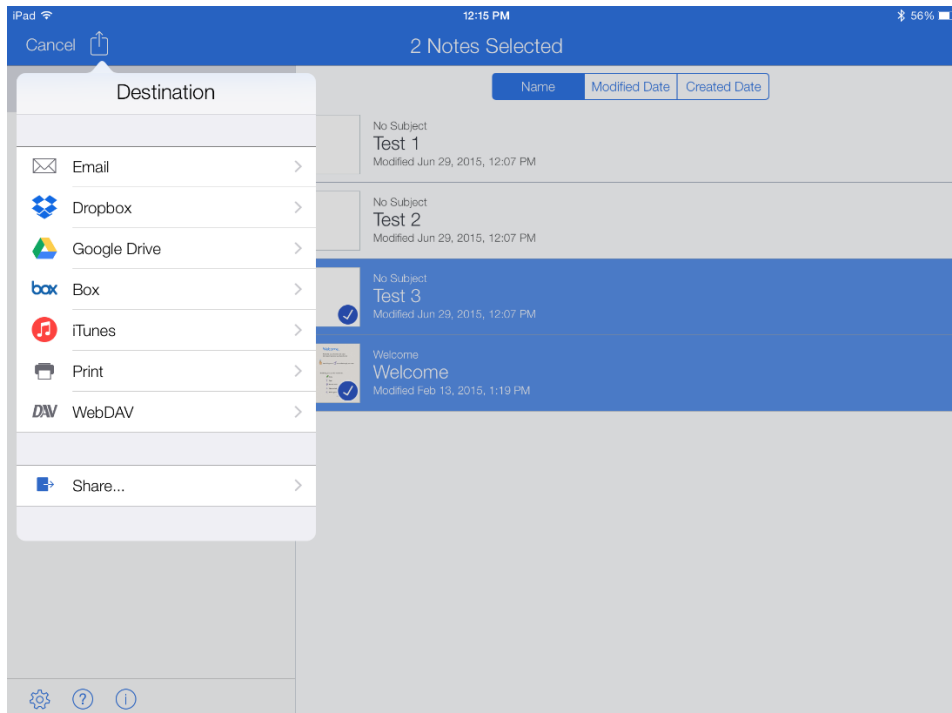 iPad 12:15 PM 56%
Cancel 2 Notes Selected
Destination
Email
Dropbox
Google Drive
box Box
iTunes
Print
DAV WebDAV
Share...
Name Modified Date Created Date
No Subject
Test 1
Modified Jun 29, 2015, 12:07 PM
No Subject
Test 2
Modified Jun 29, 2015, 12:07 PM
No Subject
Test 3
Modified Jun 29, 2015, 12:07 PM
Welcome
Welcome
Modified Feb 13, 2015, 1:19 PM